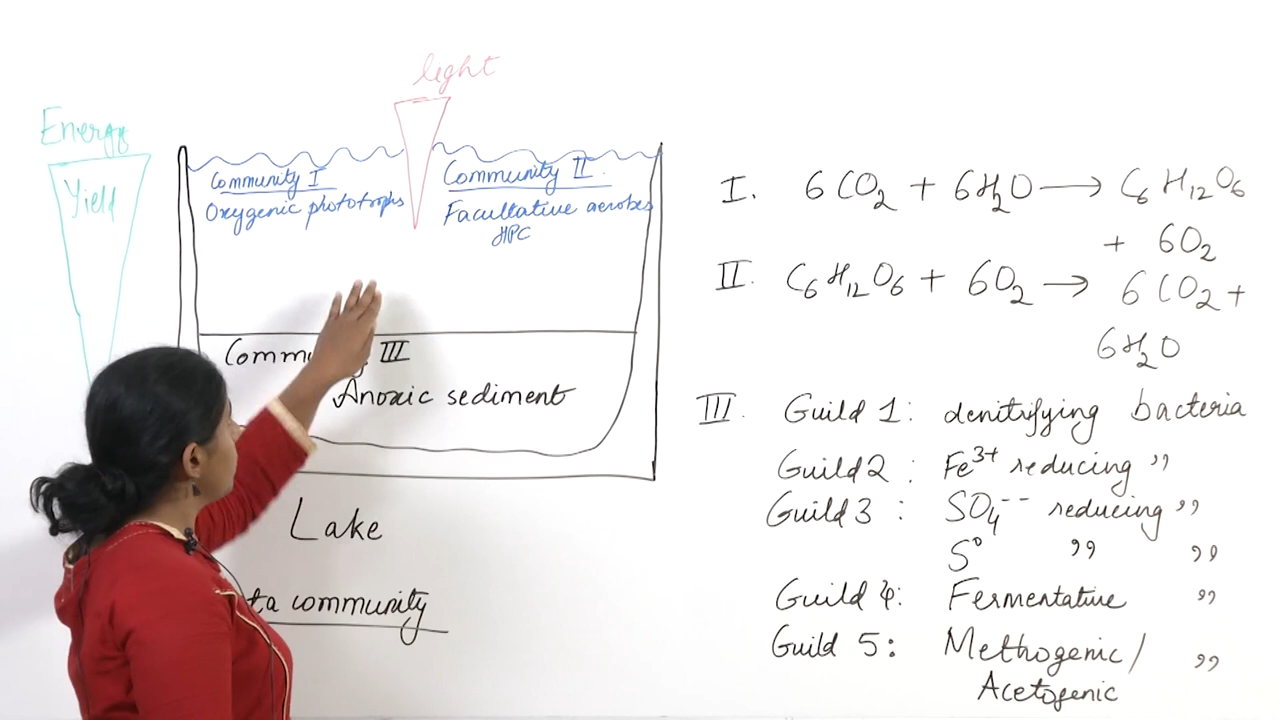 light
Energy
Yield
Community I
Oxygenic phototrophs
Community II.
Facultative aerobes
HPC
III
Anoxic sediment
Lake
community
I. 6CO2 + 6H2O → C6H12O6
+ 6O2
II. C6H12O6 + 6O2 → 6CO2 +
6H2O
III. Guild 1: denitifying bacteria
Guild 2 : Fe3+ reducing ”
Guild 3 : SO4-- reducing ”
S° ” ”
Guild 4: Fermentative ”
Guild 5: Methogenic/ ”
Acetogenic